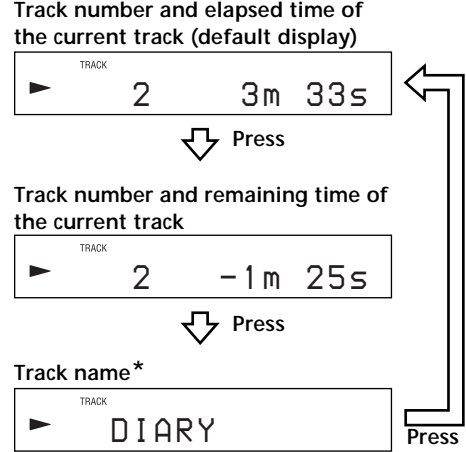 Track number and elapsed time of
the current track (default display)
TRACK
2 3m 33s
Press
Track number and remaining time of
the current track
TRACK
2 -1m 25s
Press
Track name*
TRACK
DIARY
Press